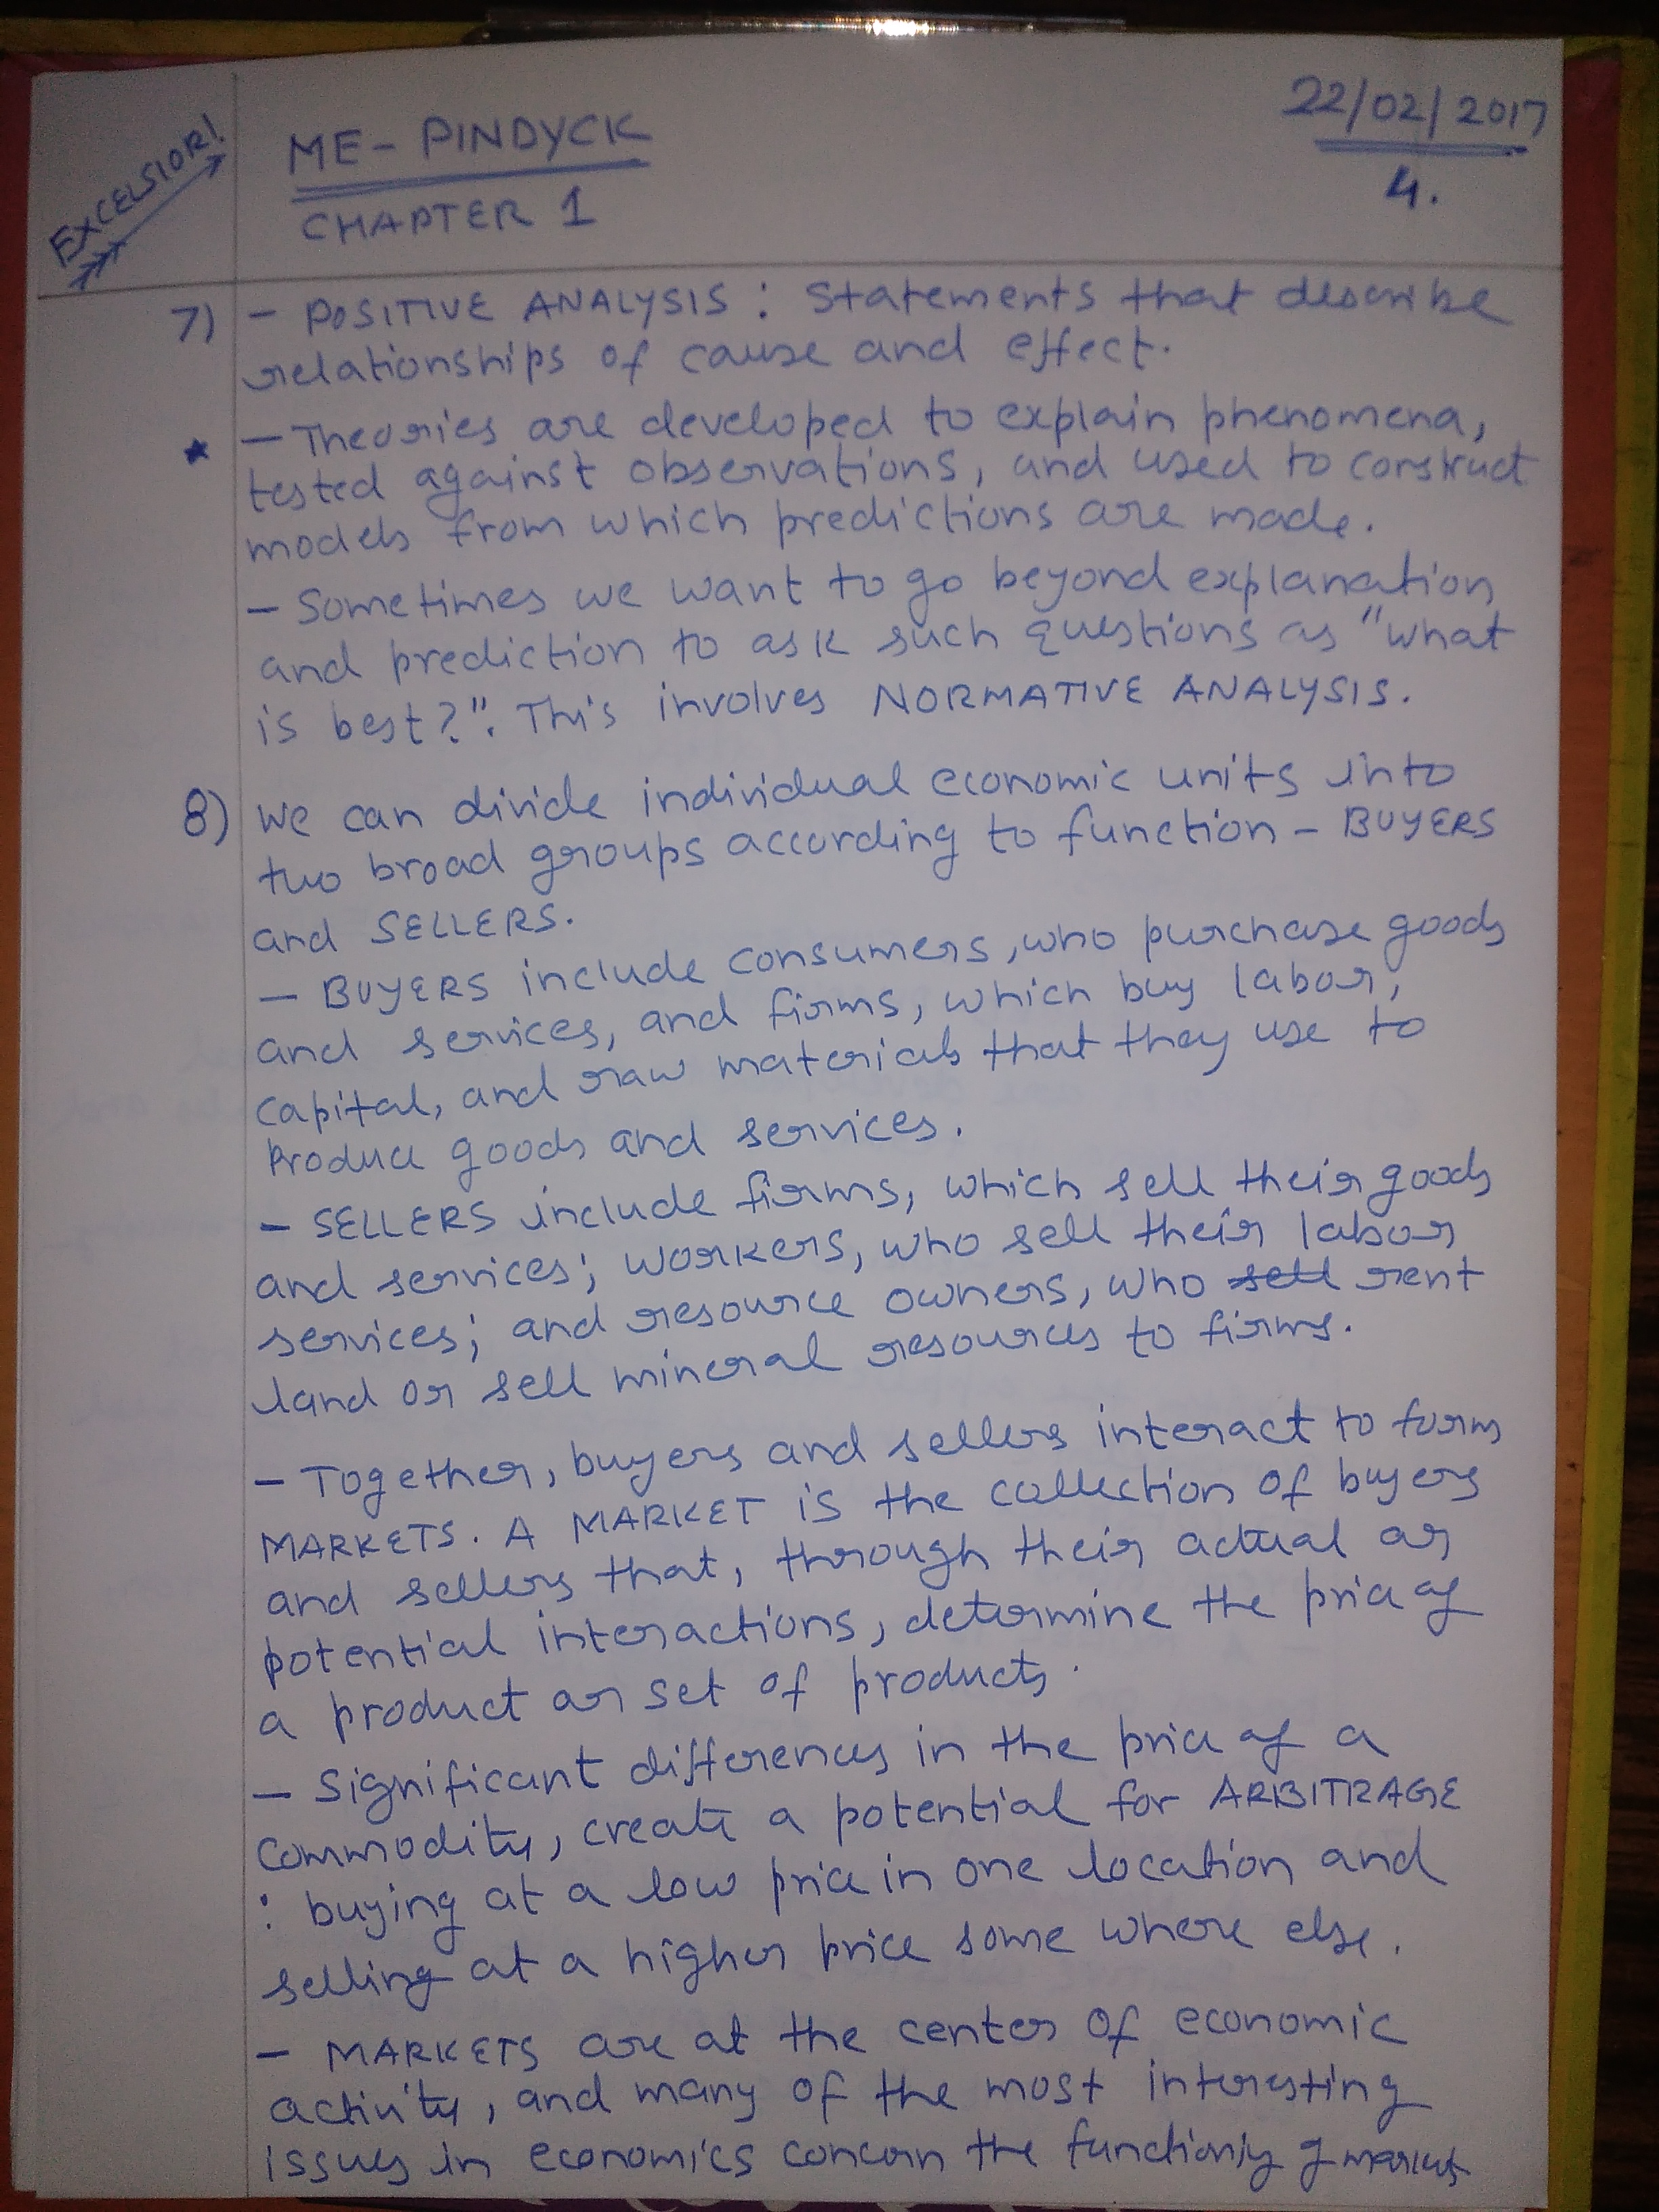 EXCELSIOR!
ME - PINDYCK
CHAPTER 1
22/02/2017
4.
7) - POSITIVE ANALYSIS : Statements that describe
relationships of cause and effect.
★ - Theories are developed to explain phenomena,
tested against observations, and used to construct
models from which predictions are made.
- Sometimes we want to go beyond explanation
and prediction to ask such questions as "what
is best?". This involves NORMATIVE ANALYSIS.
8) We can divide individual economic units into
two broad groups according to function - BUYERS
and SELLERS.
- BUYERS include consumers, who purchase goods
and services, and firms, which buy labor,
capital, and raw materials that they use to
produce goods and services.
- SELLERS include firms, which sell their goods
and services; workers, who sell their labor
services; and resource owners, who sell rent
land or sell mineral resources to firms.
- Together, buyers and sellers interact to form
MARKETS. A MARKET is the collection of buyers
and sellers that, through their actual or
potential interactions, determine the price of
a product or set of products.
- Significant differences in the price of a
commodity, create a potential for ARBITRAGE
: buying at a low price in one location and
selling at a higher price some where else.
- MARKETS are at the center of economic
activity, and many of the most interesting
issues in economics concern the functioning of markets